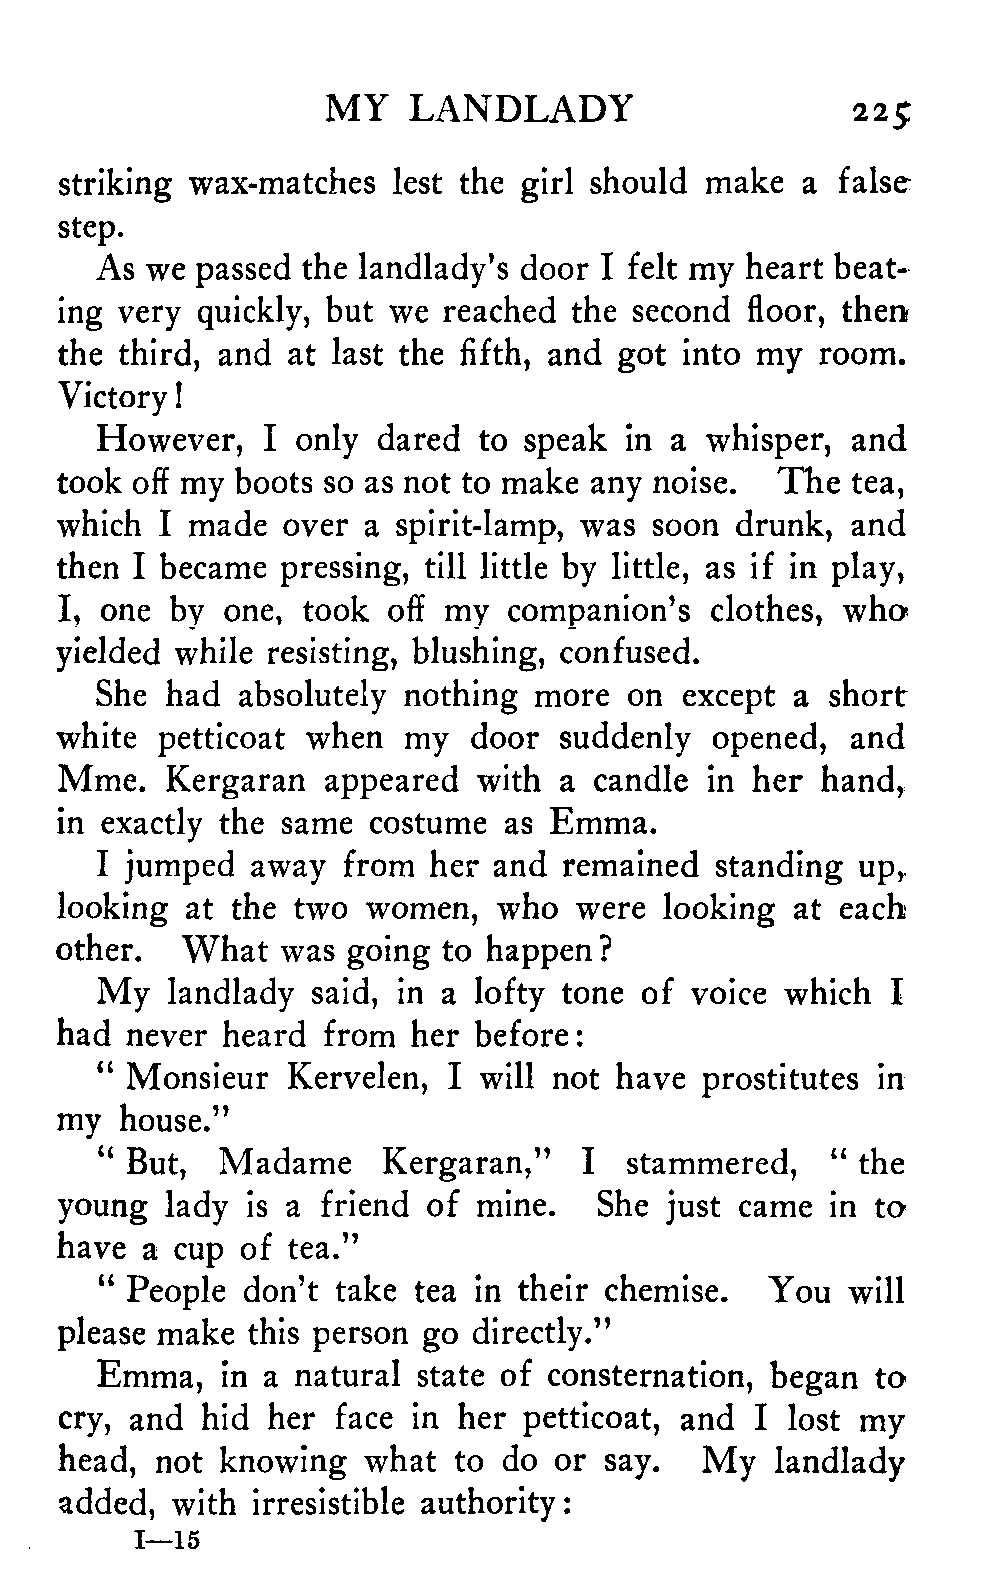 MY LANDLADY 225
striking wax-matches lest the girl should make a false
step.
As we passed the landlady's door I felt my heart beat-
ing very quickly, but we reached the second floor, then
the third, and at last the fifth, and got into my room.
Victory!
However, I only dared to speak in a whisper, and
took off my boots so as not to make any noise. The tea,
which I made over a spirit-lamp, was soon drunk, and
then I became pressing, till little by little, as if in play,
I, one by one, took off my companion's clothes, who
yielded while resisting, blushing, confused.
She had absolutely nothing more on except a short
white petticoat when my door suddenly opened, and
Mme. Kergaran appeared with a candle in her hand,
in exactly the same costume as Emma.
I jumped away from her and remained standing up,
looking at the two women, who were looking at each
other. What was going to happen?
My landlady said, in a lofty tone of voice which I
had never heard from her before:
"Monsieur Kervelen, I will not have prostitutes in
my house."
"But, Madame Kergaran," I stammered, "the
young lady is a friend of mine. She just came in to
have a cup of tea."
"People don't take tea in their chemise. You will
please make this person go directly."
Emma, in a natural state of consternation, began to
cry, and hid her face in her petticoat, and I lost my
head, not knowing what to do or say. My landlady
added, with irresistible authority:
I—15